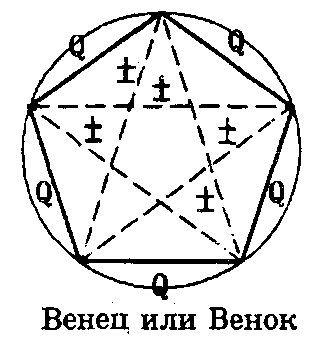 Q Q
± ±
± ±
Q ± Q
Q
Венец или Венок